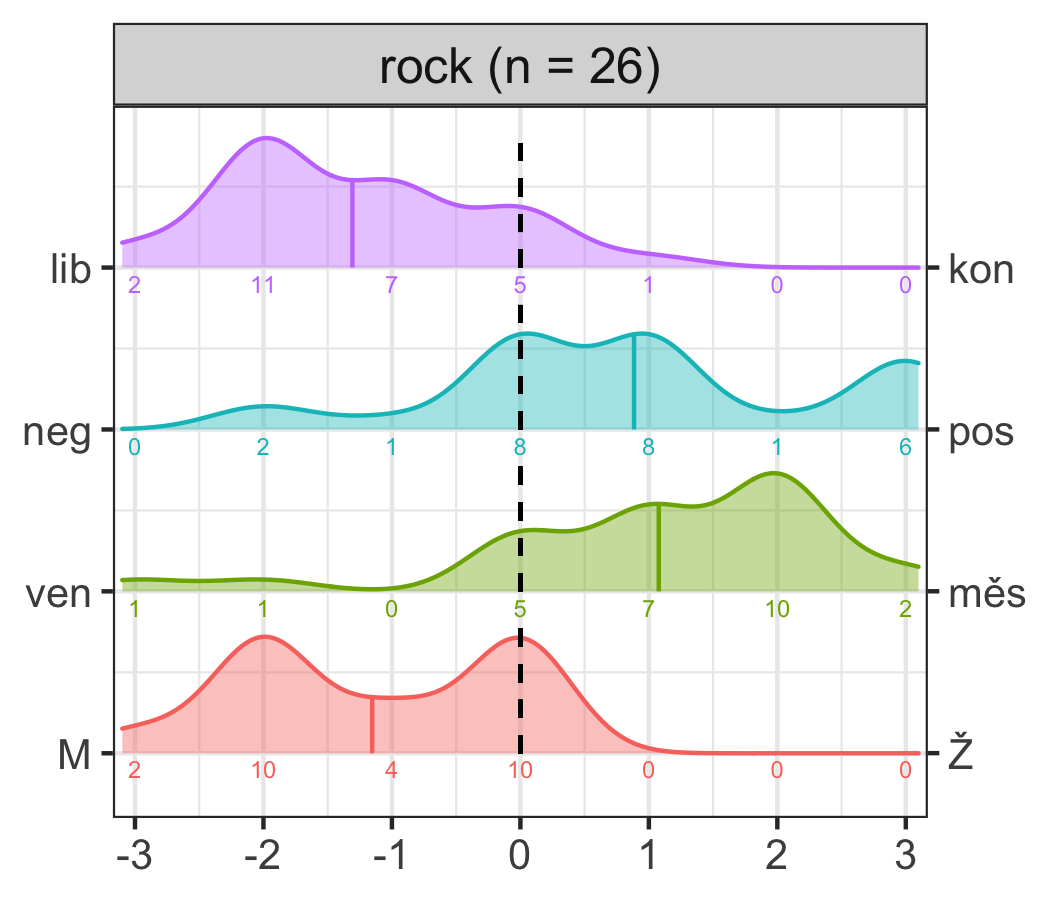 rock (n = 26)
lib kon
2 11 7 5 1 0 0
neg pos
0 2 1 8 8 1 6
ven měs
1 1 0 5 7 10 2
M Ž
2 10 4 10 0 0 0
-3 -2 -1 0 1 2 3